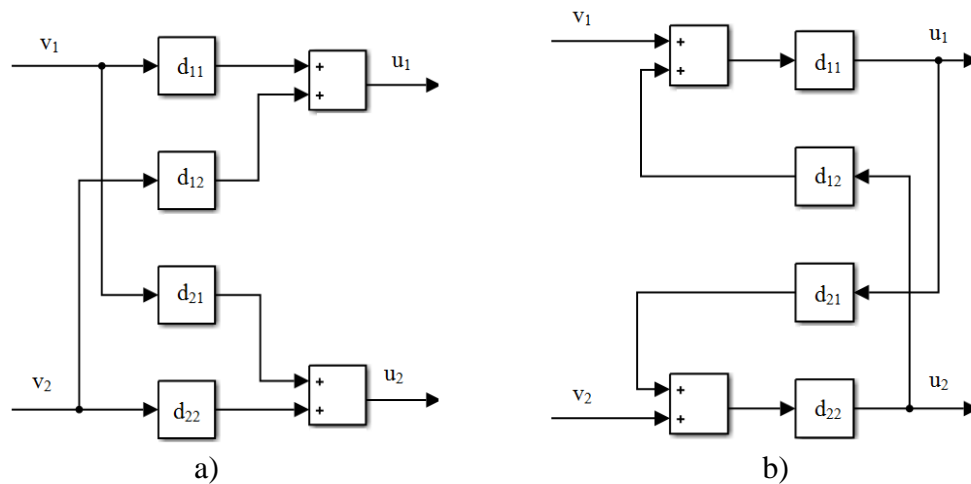 v₁
d₁₁
+
+
u₁
d₁₂
d₂₁
v₂
d₂₂
+
+
u₂
a)
v₁
+
+
d₁₁
u₁
d₁₂
d₂₁
v₂
+
+
d₂₂
u₂
b)